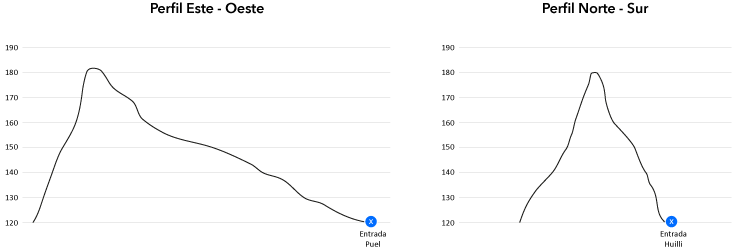 Perfil Este - Oeste
190
180
170
160
150
140
130
120
X
Entrada
Puel
Perfil Norte - Sur
190
180
170
160
150
140
130
120
X
Entrada
Huilli